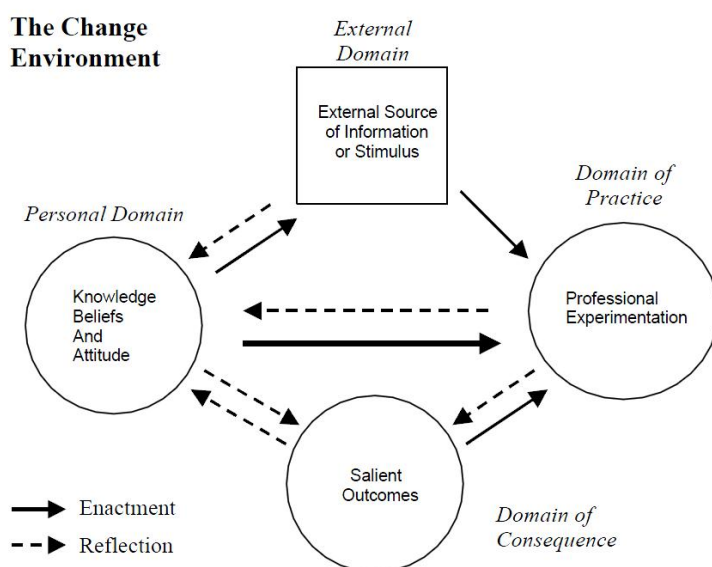 The Change
Environment
External
Domain
External Source
of Information
or Stimulus
Domain of
Practice
Personal Domain
Knowledge
Beliefs
And
Attitude
Professional
Experimentation
Salient
Outcomes
Enactment
Reflection
Domain of
Consequence